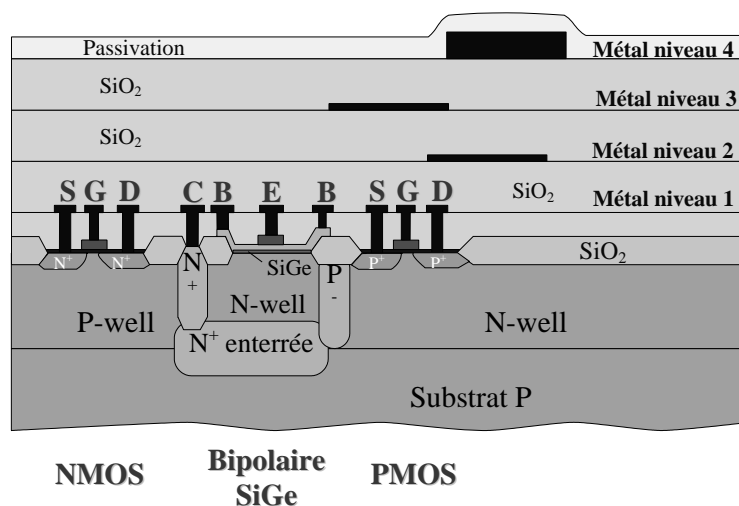 Passivation
Métal niveau 4
SiO2
Métal niveau 3
SiO2
Métal niveau 2
S G D C B E B S G D
SiO2
Métal niveau 1
N+ N+ N + SiGe P - P+ P+ SiO2
P-well N-well N-well
N+ enterrée
Substrat P
NMOS Bipolaire PMOS
SiGe